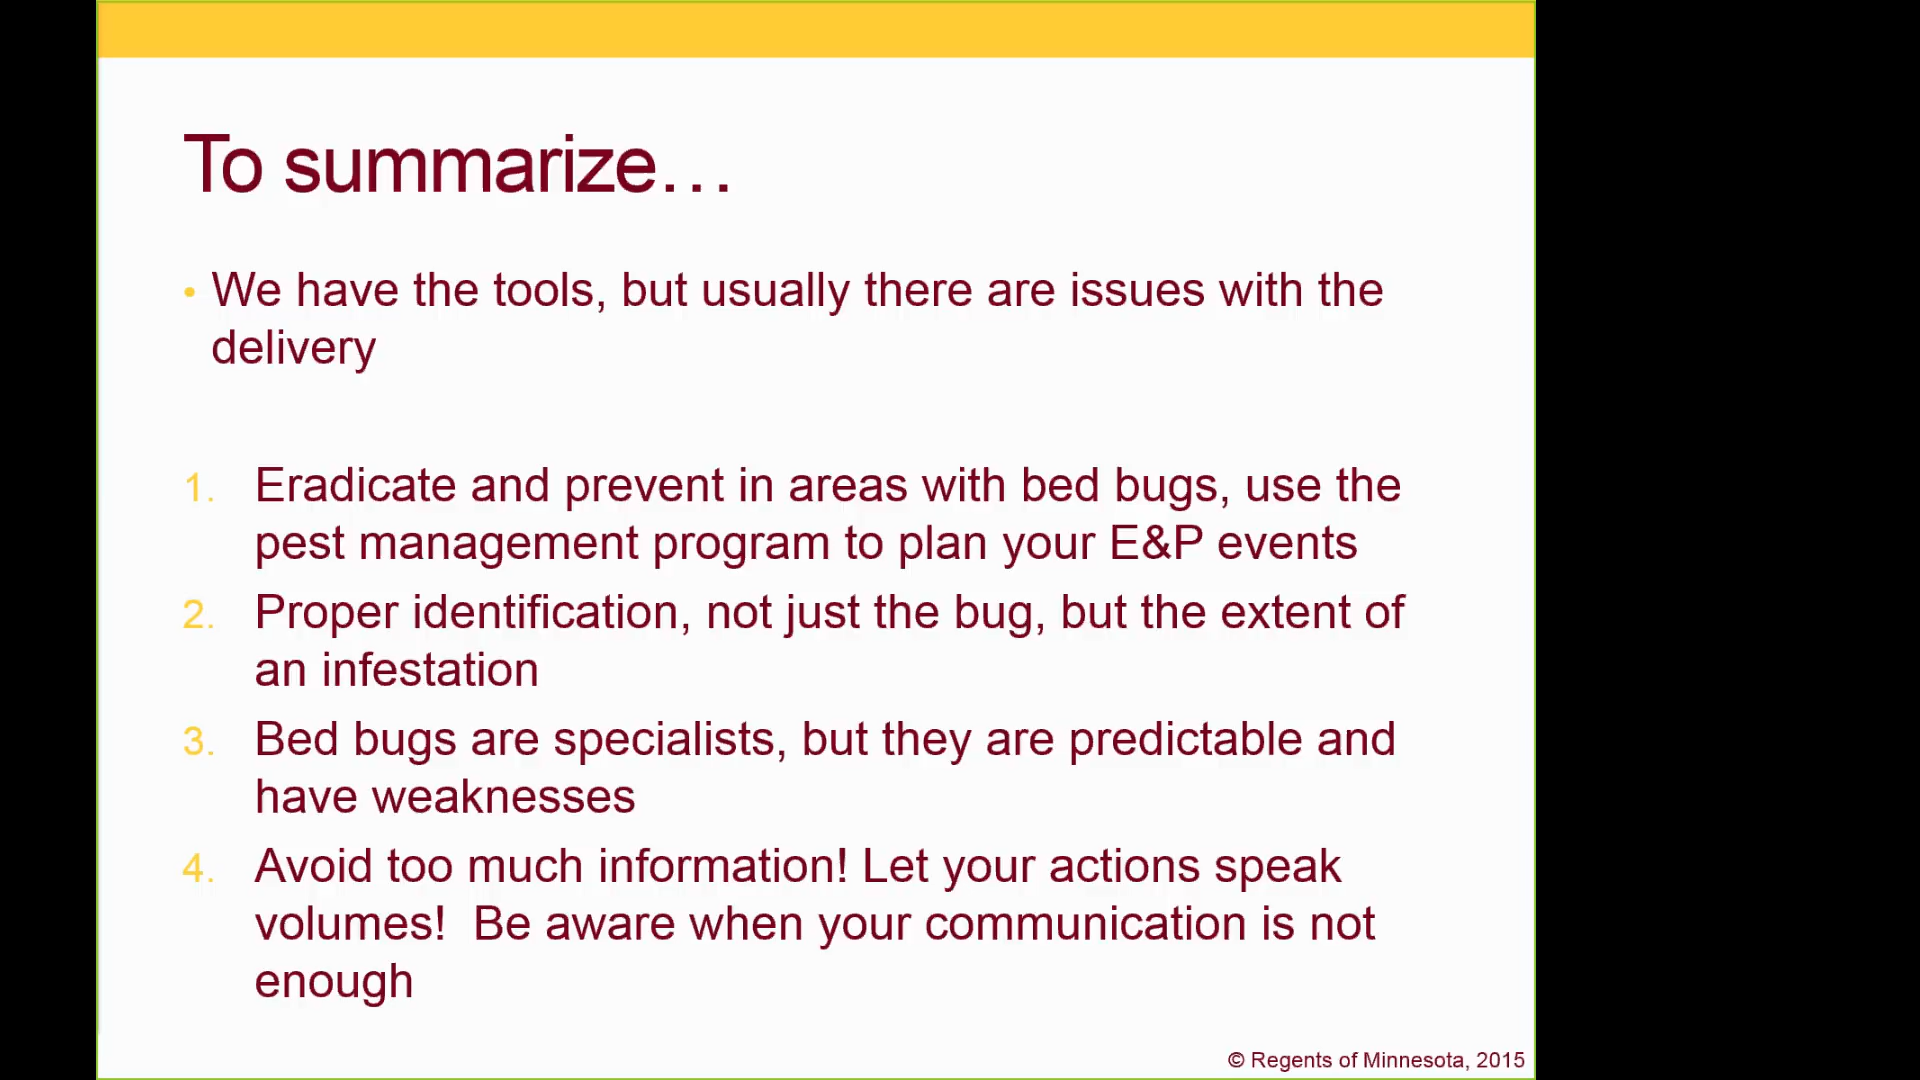 To summarize…
• We have the tools, but usually there are issues with the
delivery
1. Eradicate and prevent in areas with bed bugs, use the
pest management program to plan your E&P events
2. Proper identification, not just the bug, but the extent of
an infestation
3. Bed bugs are specialists, but they are predictable and
have weaknesses
4. Avoid too much information! Let your actions speak
volumes!  Be aware when your communication is not
enough
© Regents of Minnesota, 2015